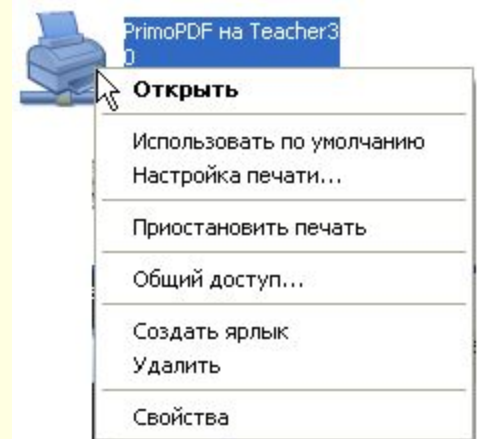 PrimoPDF на Teacher3
0
Открыть
Использовать по умолчанию
Настройка печати...
Приостановить печать
Общий доступ...
Создать ярлык
Удалить
Свойства